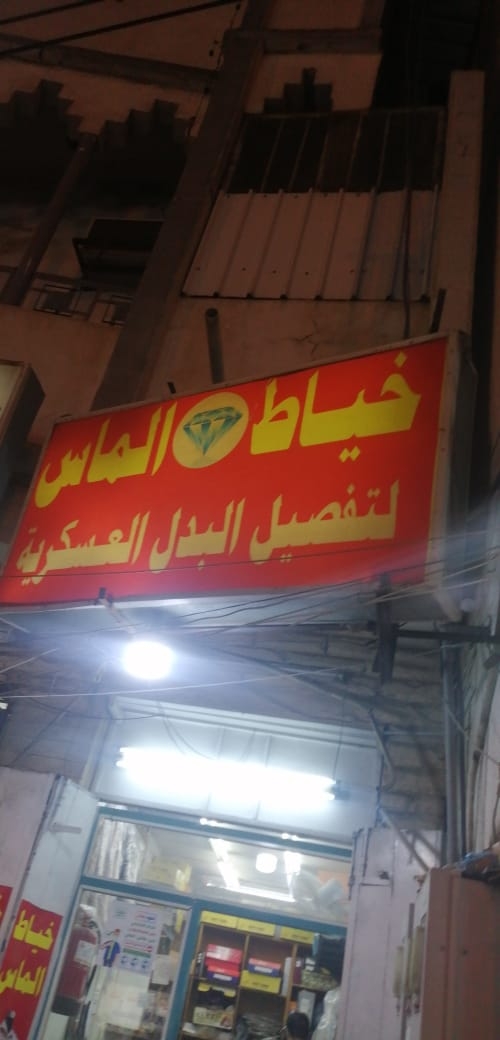 خياط الماس
لتفصيل البدل العسكرية
خياط
الماس